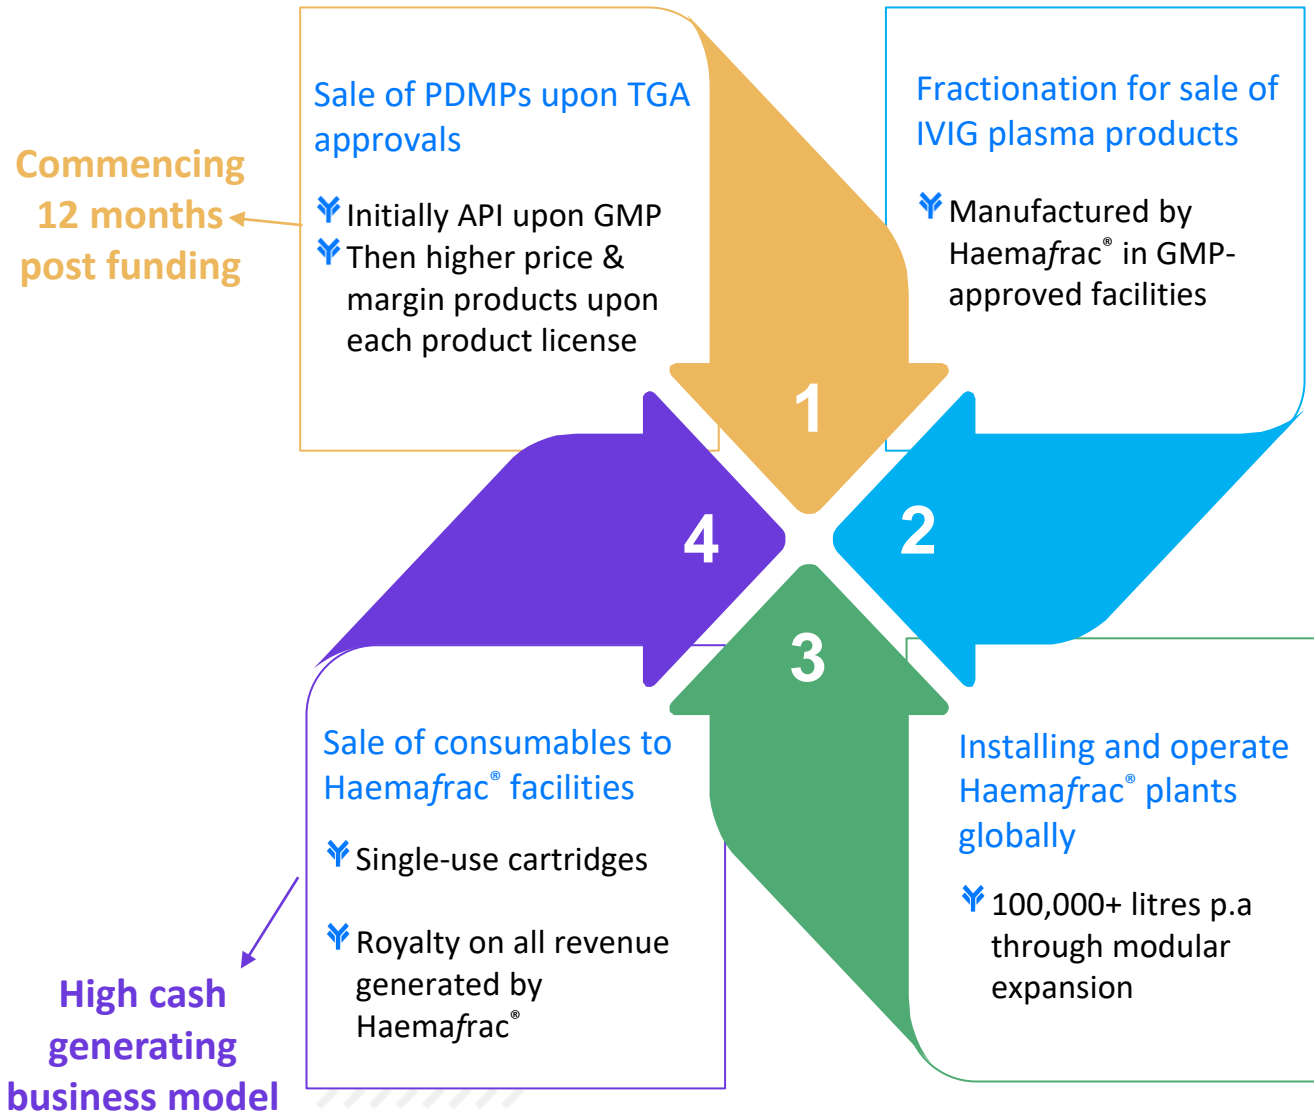 Commencing
12 months
post funding
Sale of PDMPs upon TGA
approvals
Initially API upon GMP
Then higher price &
margin products upon
each product license
1
Fractionation for sale of
IVIG plasma products
Manufactured by
Haemafrac® in GMP-
approved facilities
2
3
Installing and operate
Haemafrac® plants
globally
100,000+ litres p.a
through modular
expansion
4
Sale of consumables to
Haemafrac® facilities
Single-use cartridges
Royalty on all revenue
generated by
Haemafrac®
High cash
generating
business model